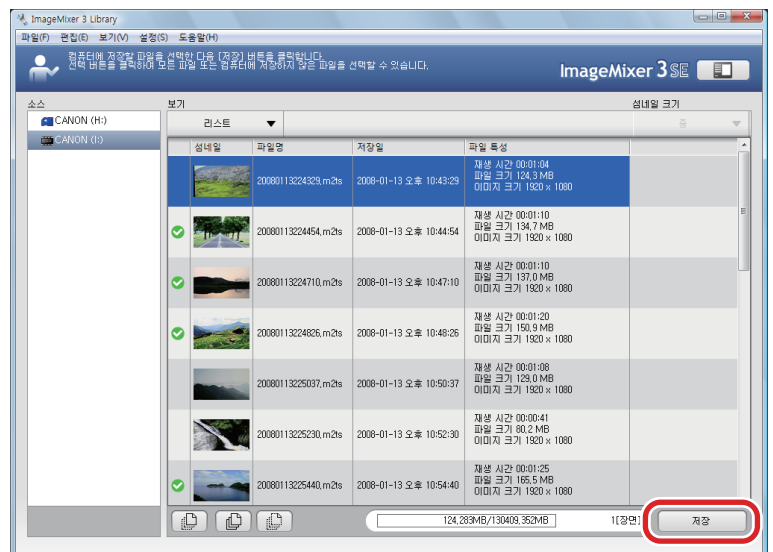 ImageMixer 3 Library
파일(F) 편집(E) 보기(V) 설정(S) 도움말(H)
컴퓨터에 저장할 파일을 선택한 다음 [저장] 버튼을 클릭합니다.
선택 버튼을 클릭하여 모든 파일 또는 컴퓨터에 저장하지 않은 파일을 선택할 수 있습니다.
ImageMixer 3 SE
소스 보기 섬네일 크기
CANON (H:)
CANON (I:)
리스트 중
섬네일 파일명 저장일 파일 특성
20080113224329.m2ts 2008-01-13 오후 10:43:29
재생 시간 00:01:04
파일 크기 124.3 MB
이미지 크기 1920 x 1080
20080113224454.m2ts 2008-01-13 오후 10:44:54
재생 시간 00:01:10
파일 크기 134.7 MB
이미지 크기 1920 x 1080
20080113224710.m2ts 2008-01-13 오후 10:47:10
재생 시간 00:01:10
파일 크기 137.0 MB
이미지 크기 1920 x 1080
20080113224826.m2ts 2008-01-13 오후 10:48:26
재생 시간 00:01:20
파일 크기 150.9 MB
이미지 크기 1920 x 1080
20080113225037.m2ts 2008-01-13 오후 10:50:37
재생 시간 00:01:08
파일 크기 129.0 MB
이미지 크기 1920 x 1080
20080113225230.m2ts 2008-01-13 오후 10:52:30
재생 시간 00:00:41
파일 크기 80.2 MB
이미지 크기 1920 x 1080
20080113225440.m2ts 2008-01-13 오후 10:54:40
재생 시간 00:01:25
파일 크기 165.5 MB
이미지 크기 1920 x 1080
124.283MB/130409.352MB 1[장면] 저장